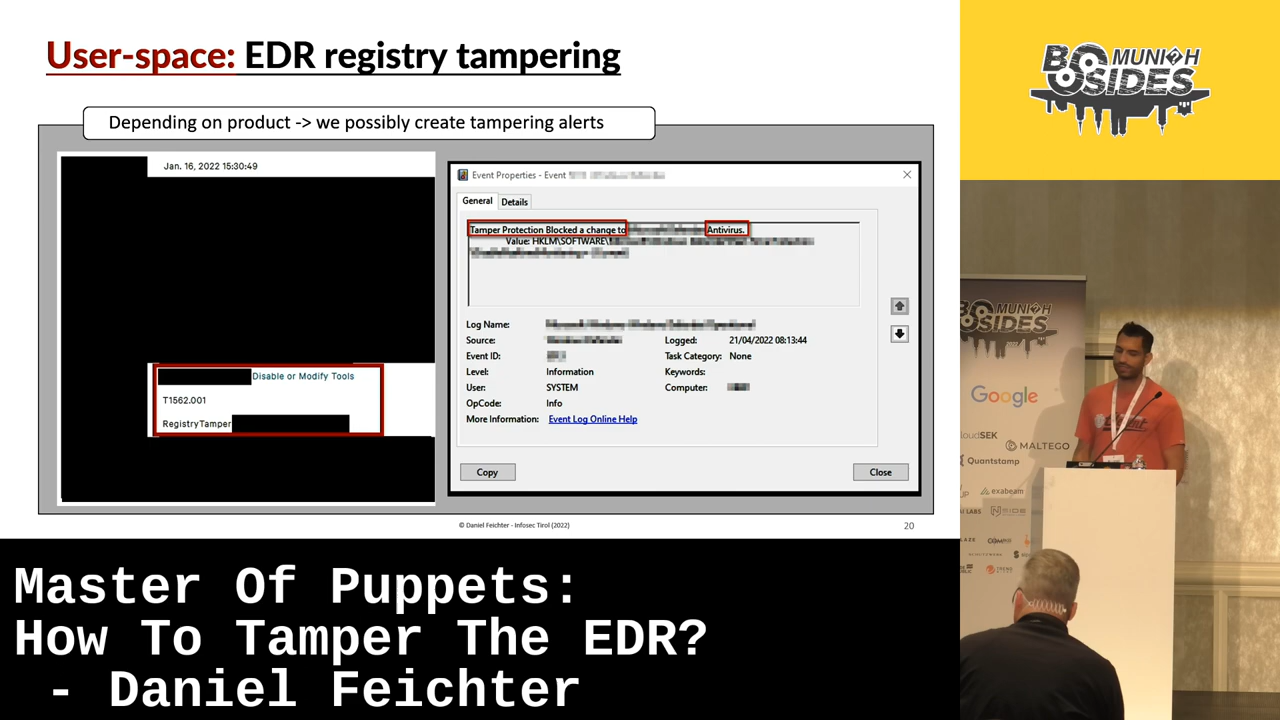 User-space: EDR registry tampering
Depending on product -> we possibly create tampering alerts
Jan. 16, 2022 15:30:49
Disable or Modify Tools
T1562.001
RegistryTamper
Event Properties - Event
General
Details
Tamper Protection Blocked a change to
Antivirus.
Value: HKLM\SOFTWARE\
Log Name:
Source:
Logged:
21/04/2022 08:13:44
Event ID:
Task Category:
None
Level:
Information
Keywords:
User:
SYSTEM
Computer:
OpCode:
Info
More Information:
Event Log Online Help
Copy
Close
© Daniel Feichter - Infosec Tirol (2022)
20
Master Of Puppets:
How To Tamper The EDR?
- Daniel Feichter
B SIDES
MUNI�H
B SIDES
MUNI�H
Google
MALTEGO
Quantstamp
exabeam